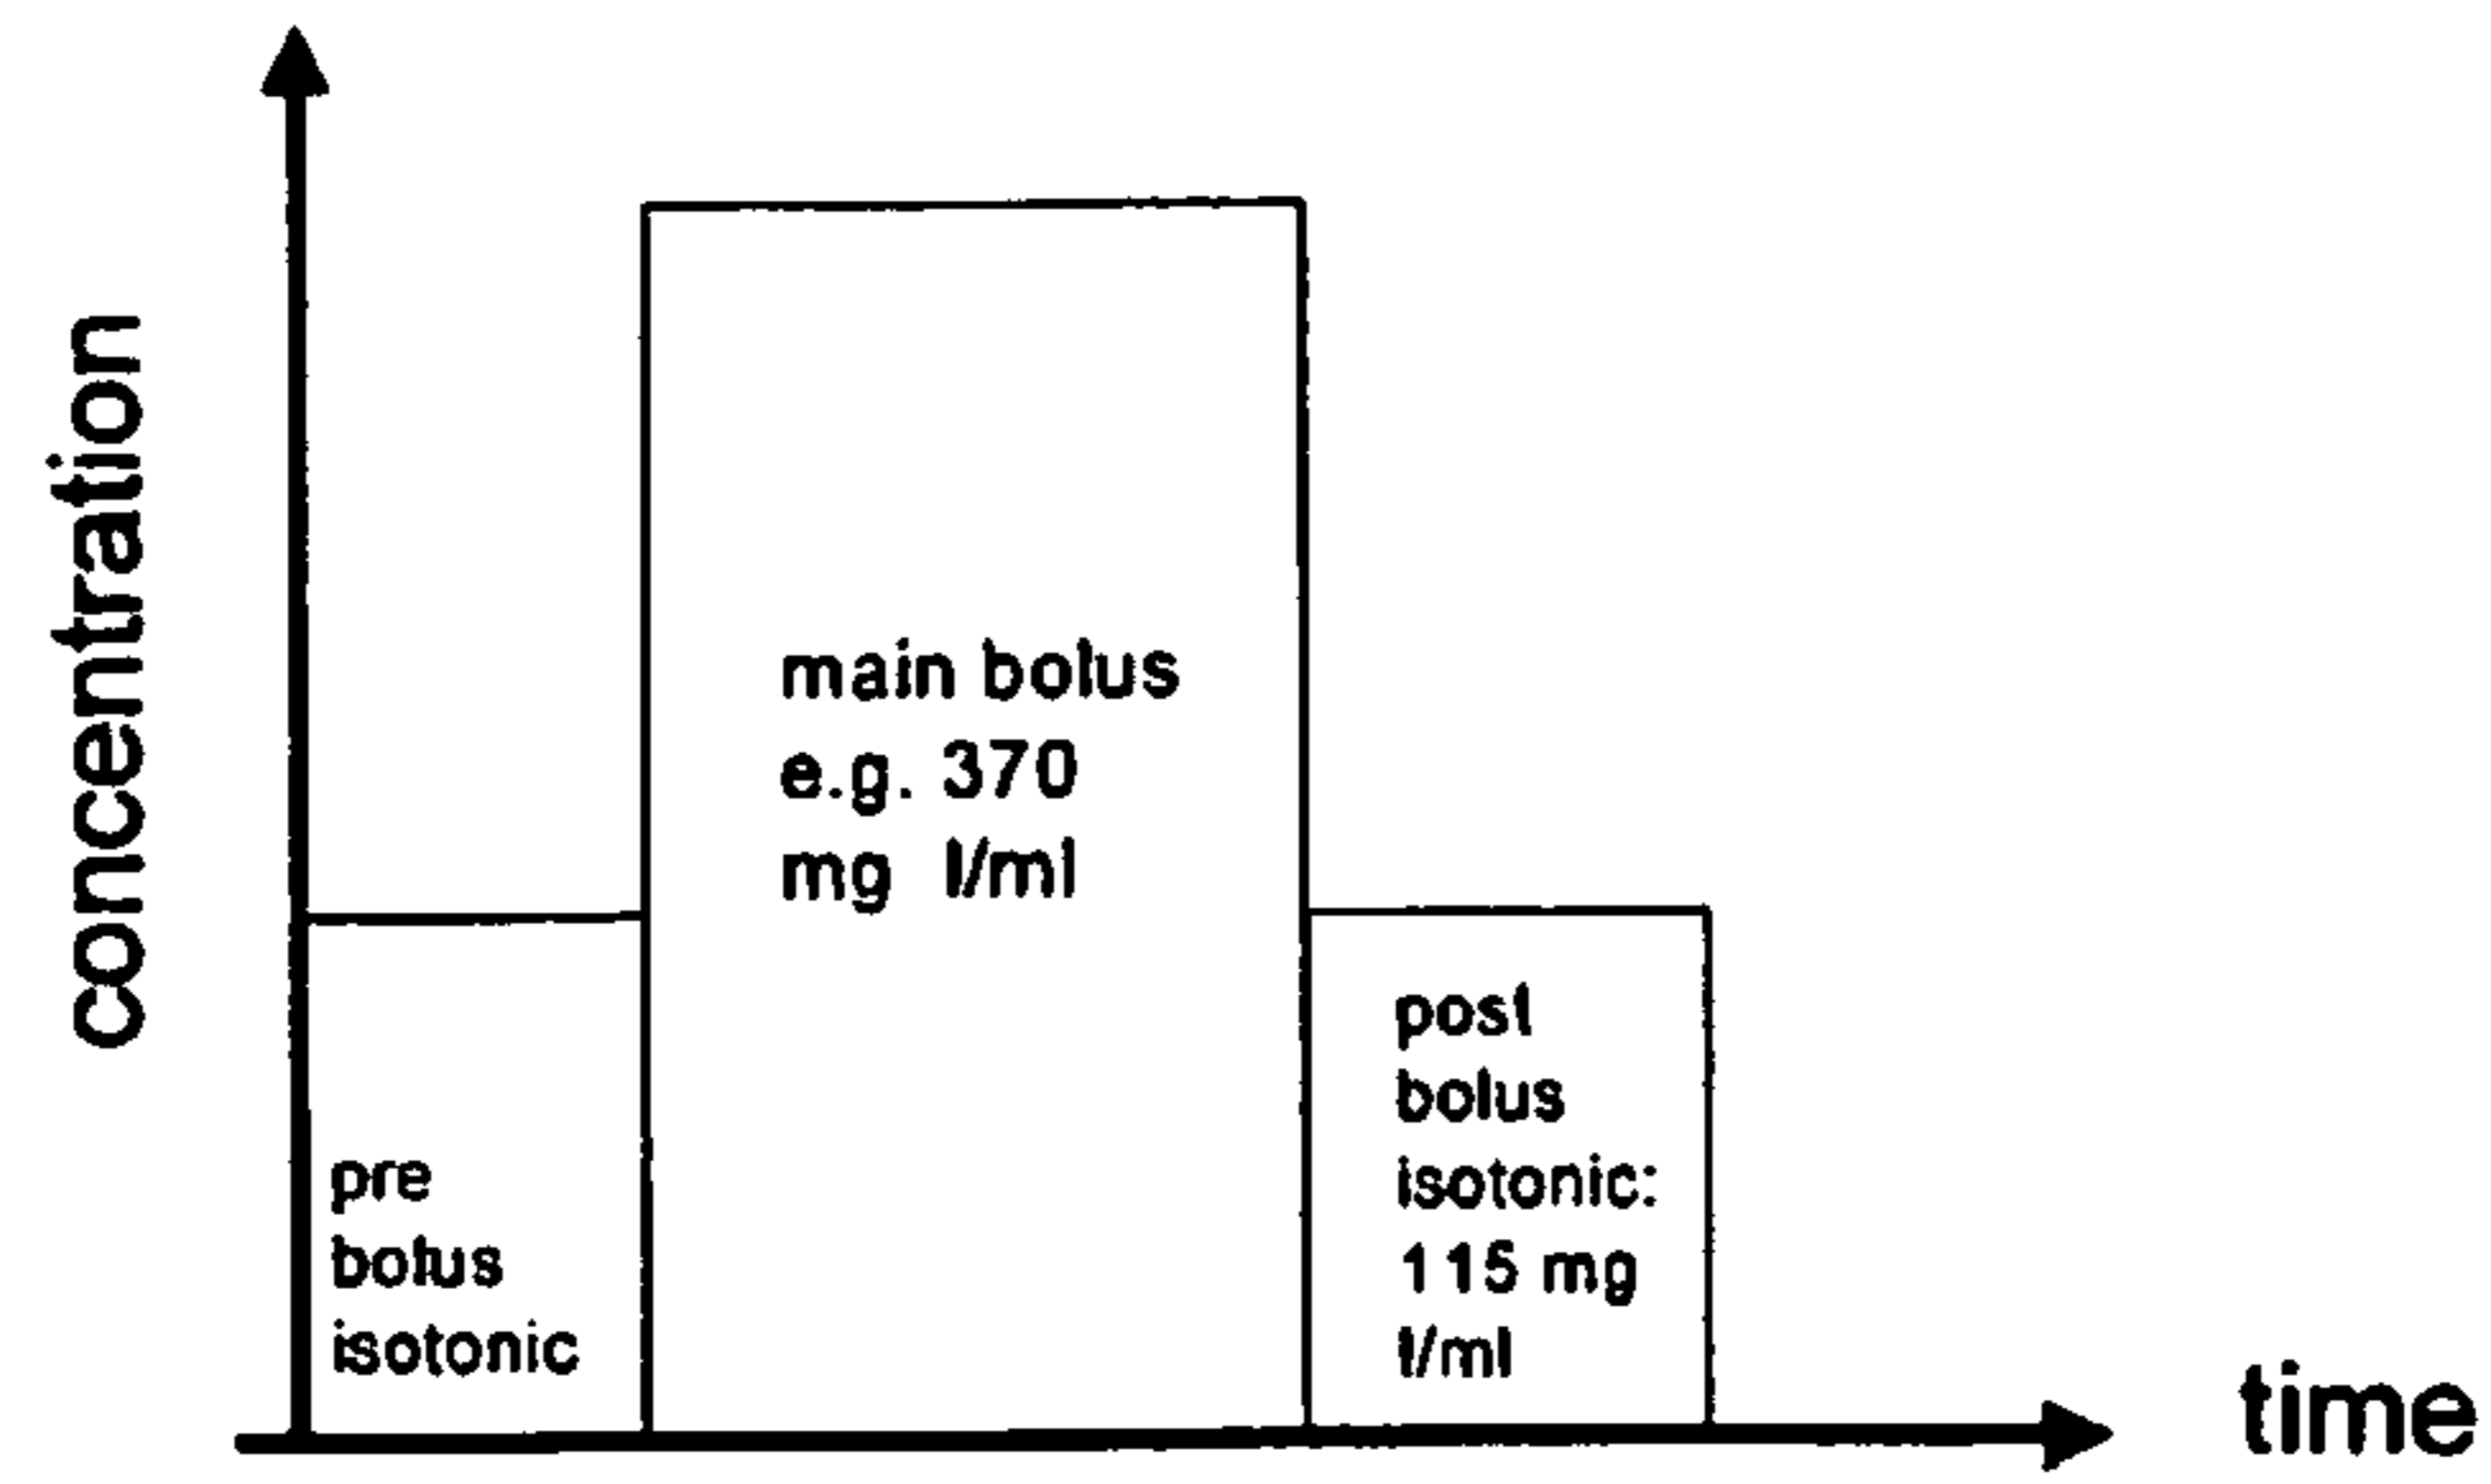 concentration
main bolus
e.g. 370
mg I/ml
pre
bolus
isotonic
post
bolus
isotonic:
115 mg
I/ml
time